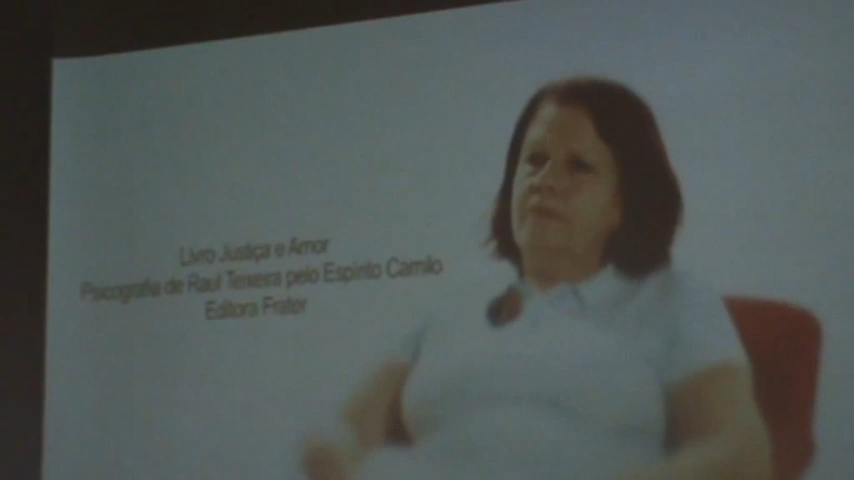 Livro Justiça e Amor
Psicografia de Raul Teixeira pelo Espírito Camilo
Editora Frater